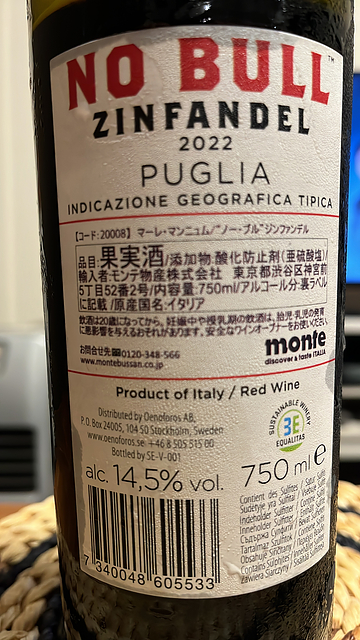 NO BULL™
ZINFANDEL
2022
PUGLIA
INDICAZIONE GEOGRAFICA TIPICA
【コード:20008】 マーレ・マンニュム/"ノー・ブル"ジンファンデル
品目:果実酒/添加物:酸化防止剤(亜硫酸塩)/
輸入者:モンテ物産株式会社 東京都渋谷区神宮前
5丁目52番2号/内容量:750ml/アルコール分:裏ラベル
に記載/原産国名:イタリア
飲酒は20歳になってから。妊娠中や授乳期の飲酒は、胎児・乳児の発育
に悪影響を与えるおそれがあります。安全なワインオープナーをお使いください。
お問合せ先 0120-348-566
www.montebussan.co.jp
monte
discover & taste ITALIA
Product of Italy / Red Wine
Distributed by Oenoforos AB,
P.O. Box 24005, 104 50 Stockholm, Sweden
www.oenoforos.se +46 8 505 515 00
Bottled by SE-V-001
SUSTAINABLE WINERY
3E
EQUALITAS
alc. 14,5% vol. 750 ml e
Contient des Sulfites /
Sudėtyje yra
Indeholder Sulfitter /
Inneholder Sulfitter /
Съдържа Сулфити /
Tartalmaz Szulfitok /
Obsahuje Siřičitany /
Contains Sulphites /
Zawiera Siarczyny /
7 340048 605533